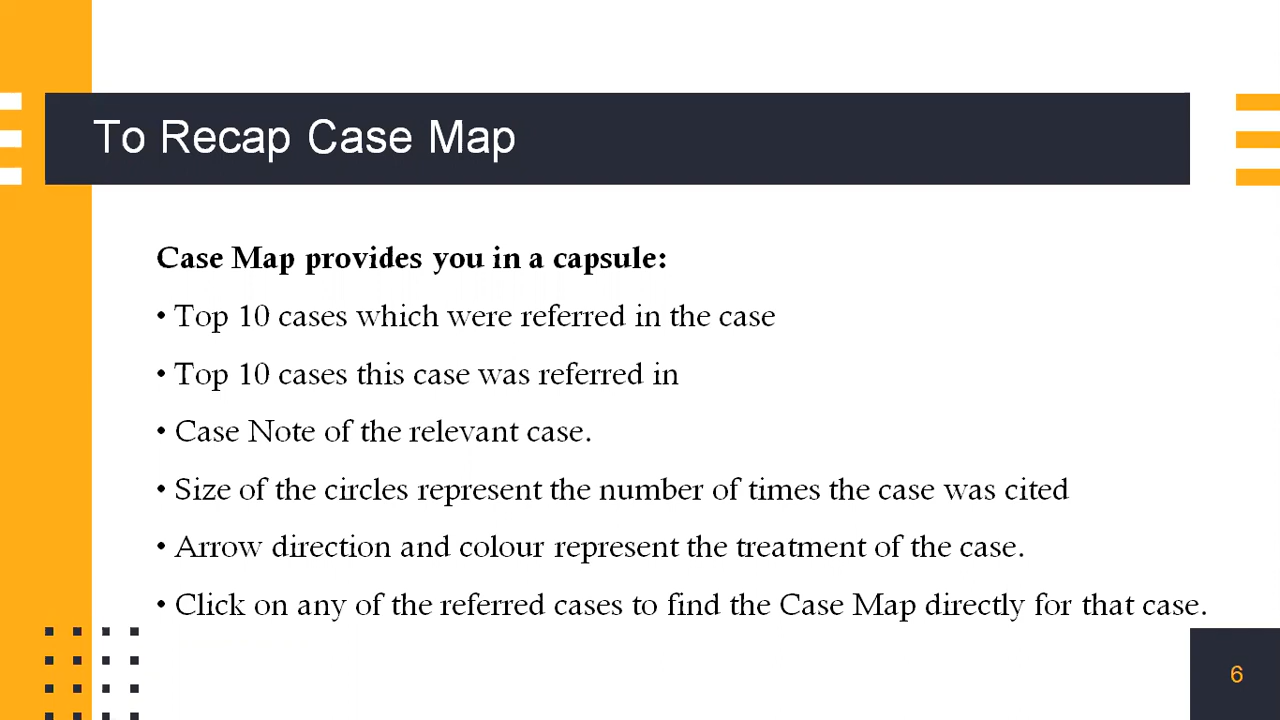 To Recap Case Map
Case Map provides you in a capsule:
• Top 10 cases which were referred in the case
• Top 10 cases this case was referred in
• Case Note of the relevant case.
• Size of the circles represent the number of times the case was cited
• Arrow direction and colour represent the treatment of the case.
• Click on any of the referred cases to find the Case Map directly for that case.
6